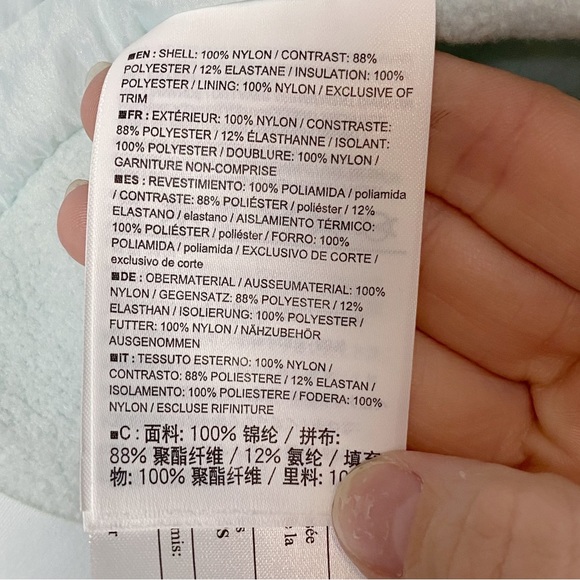 ■EN : SHELL: 100% NYLON / CONTRAST: 88%
POLYESTER / 12% ELASTANE / INSULATION: 100%
POLYESTER / LINING: 100% NYLON / EXCLUSIVE OF
TRIM
■FR : EXTÉRIEUR: 100% NYLON / CONSTRASTE:
88% POLYESTER / 12% ÉLASTHANNE / ISOLANT:
100% POLYESTER / DOUBLURE: 100% NYLON /
GARNITURE NON-COMPRISE
■ES : REVESTIMIENTO: 100% POLIAMIDA / poliamida
/ CONTRASTE: 88% POLIÉSTER / poliéster / 12%
ELASTANO / elastano / AISLAMIENTO TÉRMICO:
100% POLIÉSTER / poliéster / FORRO: 100%
POLIAMIDA / poliamida / EXCLUSIVO DE CORTE /
exclusivo de corte
■DE : OBERMATERIAL / AUSSEUMATERIAL: 100%
NYLON / GEGENSATZ: 88% POLYESTER / 12%
ELASTHAN / ISOLIERUNG: 100% POLYESTER /
FUTTER: 100% NYLON / NÄHZUBEHÖR
AUSGENOMMEN
■IT : TESSUTO ESTERNO: 100% NYLON /
CONTRASTO: 88% POLIESTERE / 12% ELASTAN /
ISOLAMENTO: 100% POLIESTERE / FODERA: 100%
NYLON / ESCLUSE RIFINITURE
■C : 面料: 100% 锦纶 / 拼布:
88% 聚酯纤维 / 12% 氨纶 / 填充
物: 100% 聚酯纤维 / 里料: 10
mis:
la